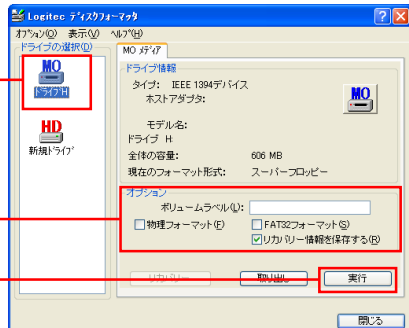 Logitec ディスクフォーマッタ
オプション(O) 表示(V) ヘルプ(H)
ドライブの選択(D)
MO
ドライブH
HD
新規ドライブ
MO メディア
ドライブ情報
タイプ: IEEE 1394デバイス
ホストアダプタ:
MO
モデル名:
ドライブ H:
全体の容量: 606 MB
現在のフォーマット形式: スーパーフロッピー
オプション
ボリュームラベル(L):
物理フォーマット(F) FAT32フォーマット(S)
リカバリー情報を保存する(R)
リカバリー 取り出し 実行
閉じる